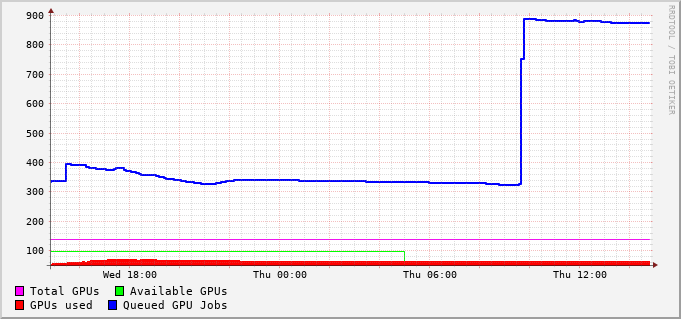 900
800
700
600
500
400
300
200
100
Wed 18:00 Thu 00:00 Thu 06:00 Thu 12:00
Total GPUs Available GPUs
GPUs used Queued GPU Jobs
RRDTOOL / TOBI OETIKER